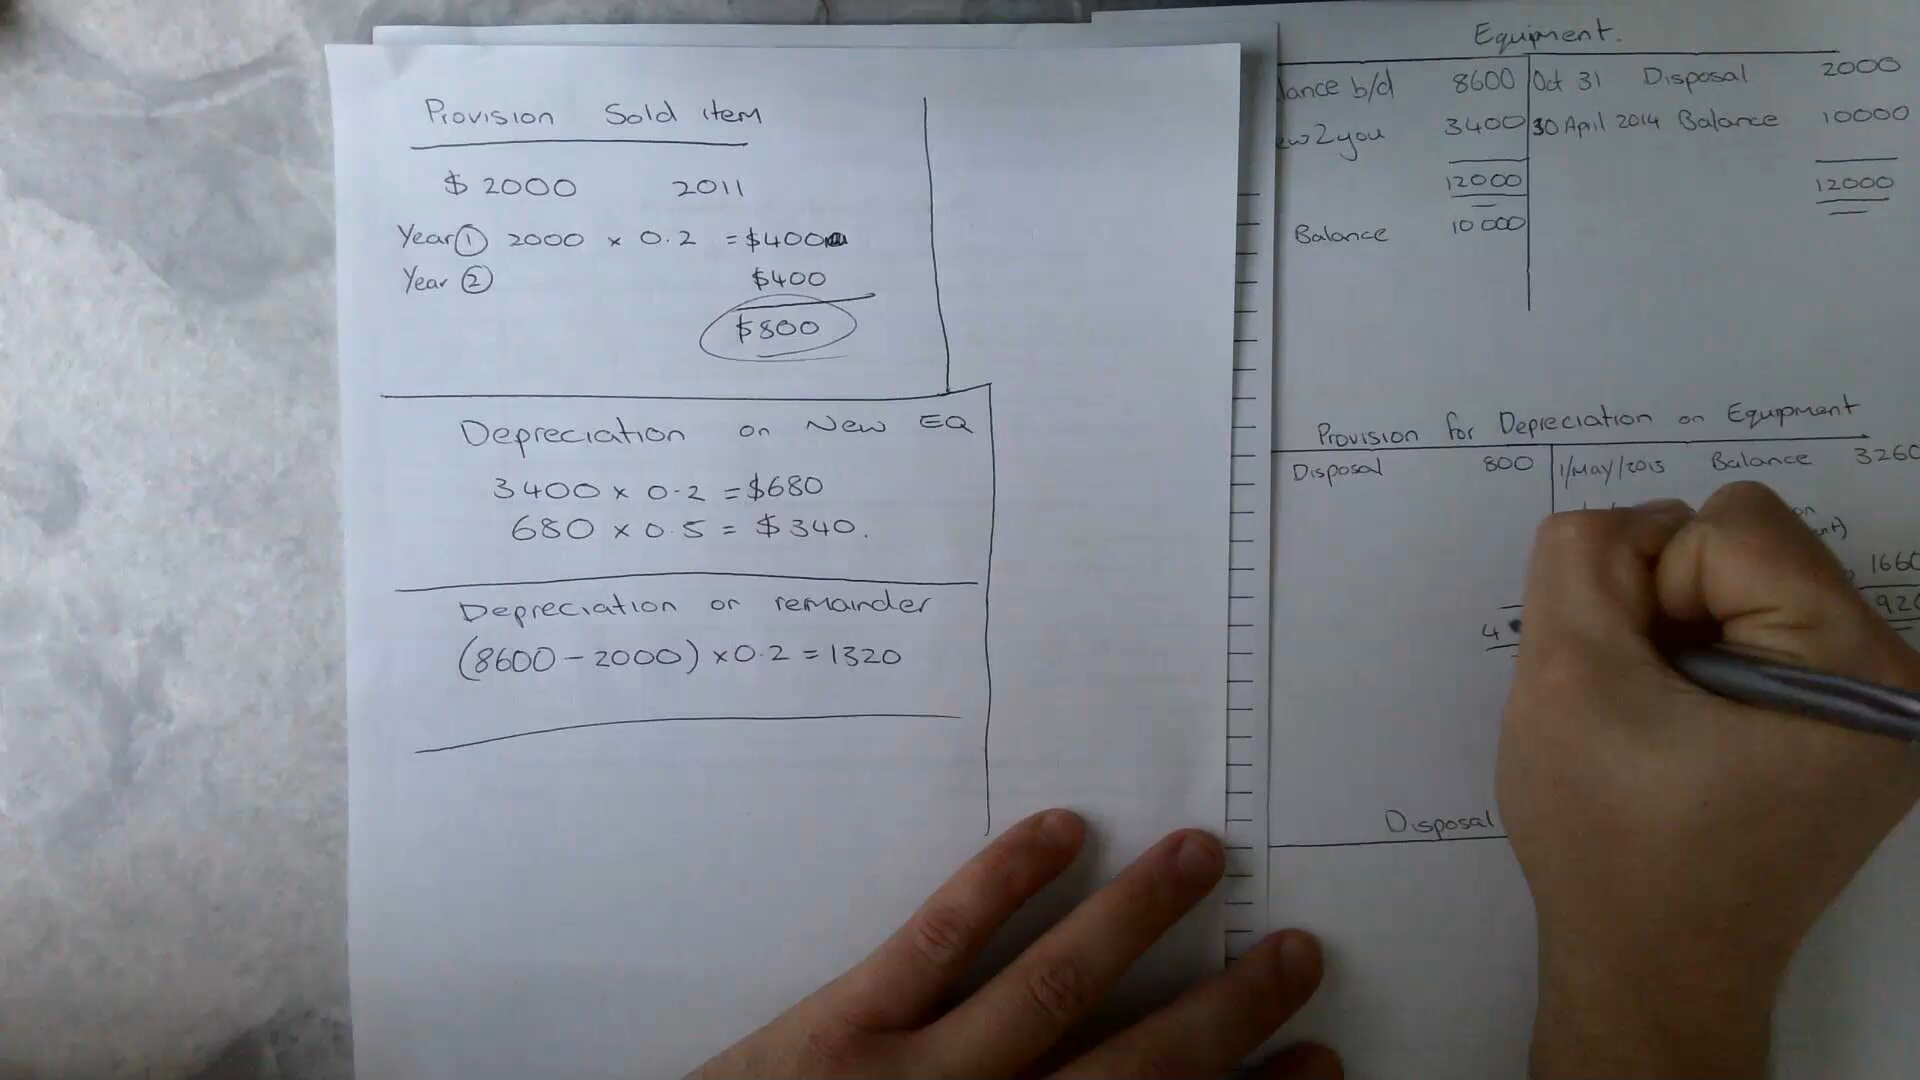 Provision Sold item
$ 2000 2011
Year ① 2000 x 0.2 = $400
Year ② $400
$800
Depreciation on New EQ
3400 x 0.2 = $680
680 x 0.5 = $340.
Depreciation on remainder
(8600 - 2000) x 0.2 = 1320
Equipment.
b/d 8600 Oct 31 Disposal 2000
3400 30 April 2014 Balance 10000
12000 12000
Balance 10 000
Provision for Depreciation on Equipment
Disposal 800 1/May/2013 Balance 3260
1660
4
Disposal